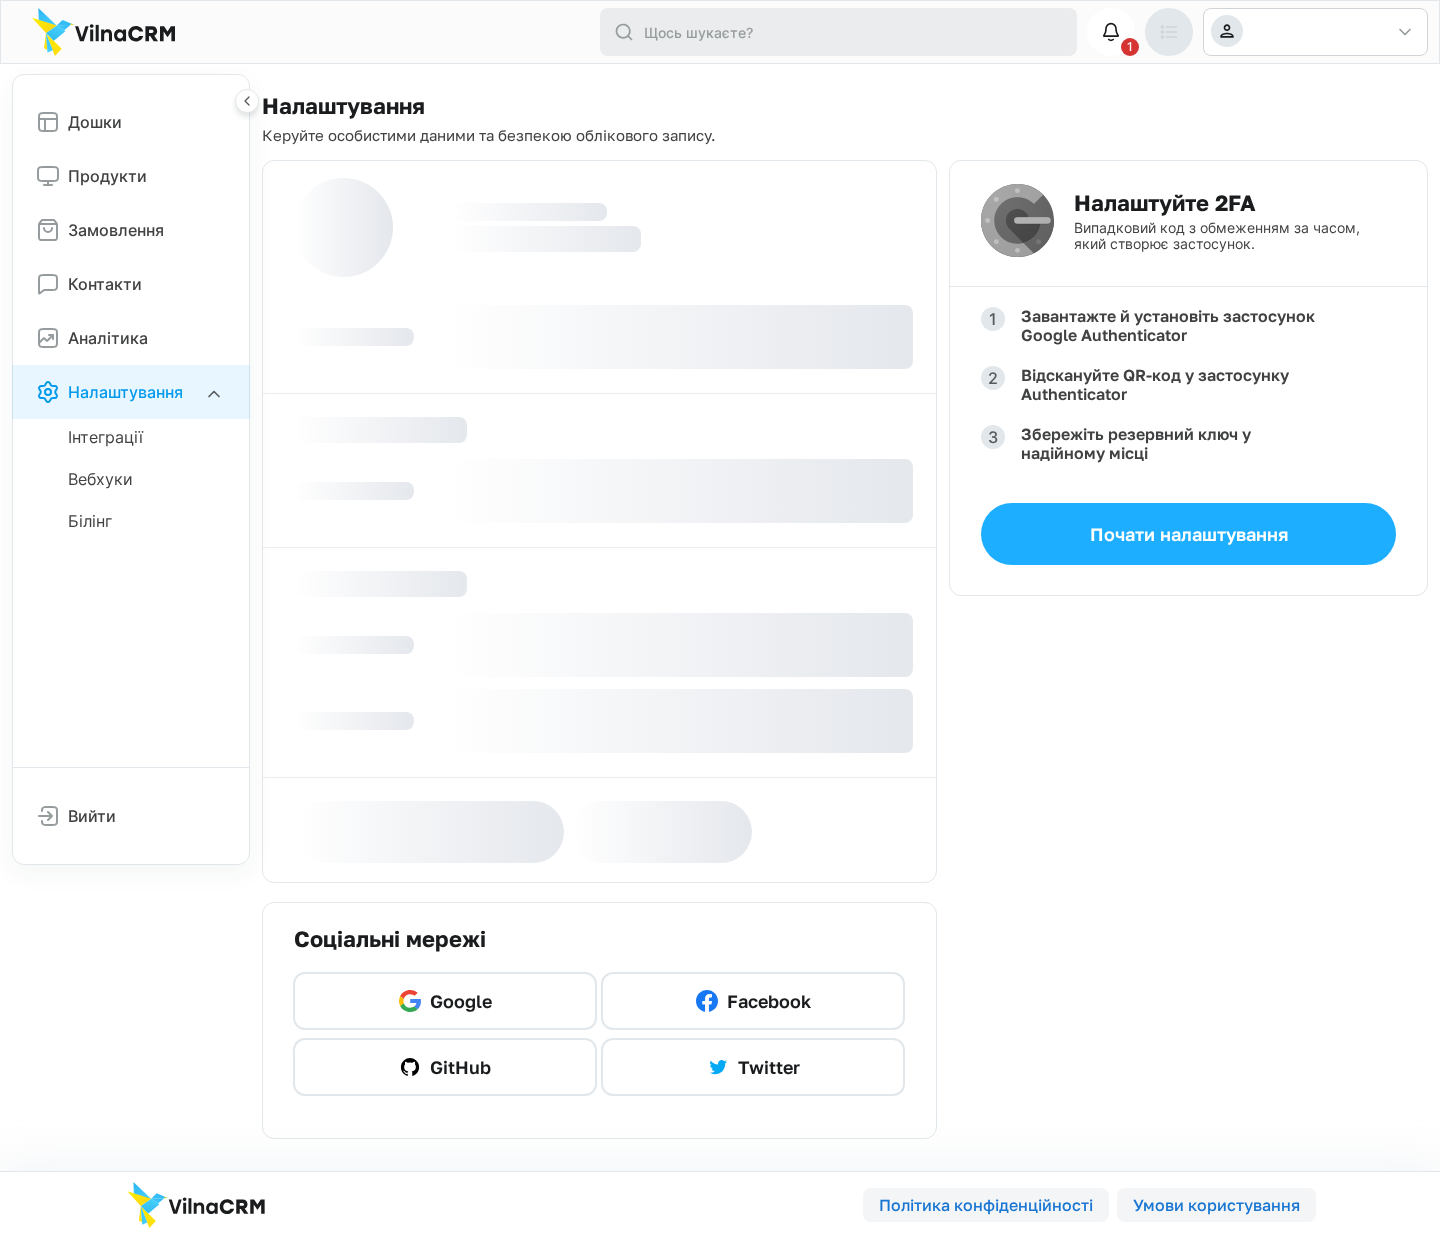 VilnaCRM
Щось шукаєте?
1
Дошки
Продукти
Замовлення
Контакти
Аналітика
Налаштування
Інтеграції
Вебхуки
Білінг
Вийти
Налаштування
Керуйте особистими даними та безпекою облікового запису.
Налаштуйте 2FA
Випадковий код з обмеженням за часом,
який створює застосунок.
1
Завантажте й установіть застосунок
Google Authenticator
2
Відскануйте QR-код у застосунку
Authenticator
3
Збережіть резервний ключ у
надійному місці
Почати налаштування
Соціальні мережі
Google
Facebook
GitHub
Twitter
VilnaCRM
Політика конфіденційності
Умови користування